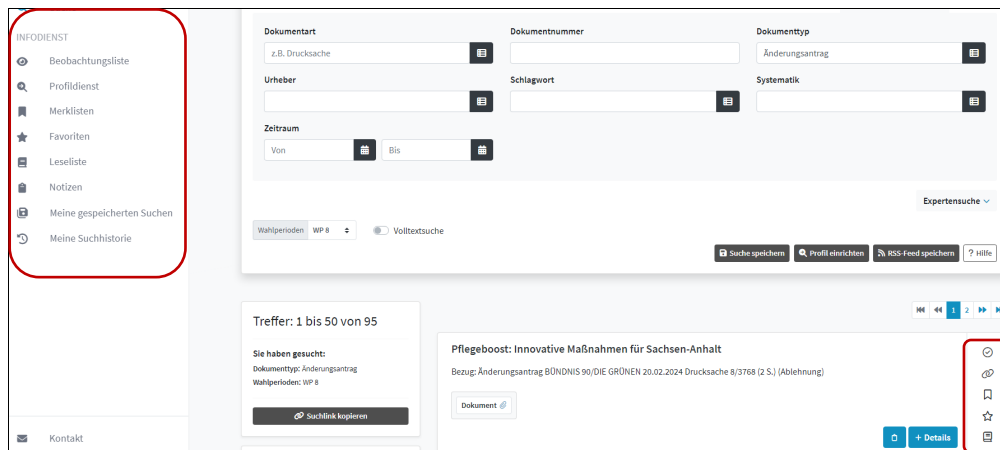 INFODIENST
Beobachtungsliste
Profildienst
Merklisten
Favoriten
Leseliste
Notizen
Meine gespeicherten Suchen
Meine Suchhistorie
Kontakt
Dokumentart
Dokumentnummer
Dokumenttyp
z.B. Drucksache
Änderungsantrag
Urheber
Schlagwort
Systematik
Zeitraum
Von
Bis
Expertensuche
Wahlperioden WP 8
Volltextsuche
Suche speichern
Profil einrichten
RSS-Feed speichern
? Hilfe
Treffer: 1 bis 50 von 95
1 2
Sie haben gesucht:
Dokumenttyp: Änderungsantrag
Wahlperioden: WP 8
Suchlink kopieren
Pflegeboost: Innovative Maßnahmen für Sachsen-Anhalt
Bezug: Änderungsantrag BÜNDNIS 90/DIE GRÜNEN 20.02.2024 Drucksache 8/3768 (2 S.) (Ablehnung)
Dokument
+ Details